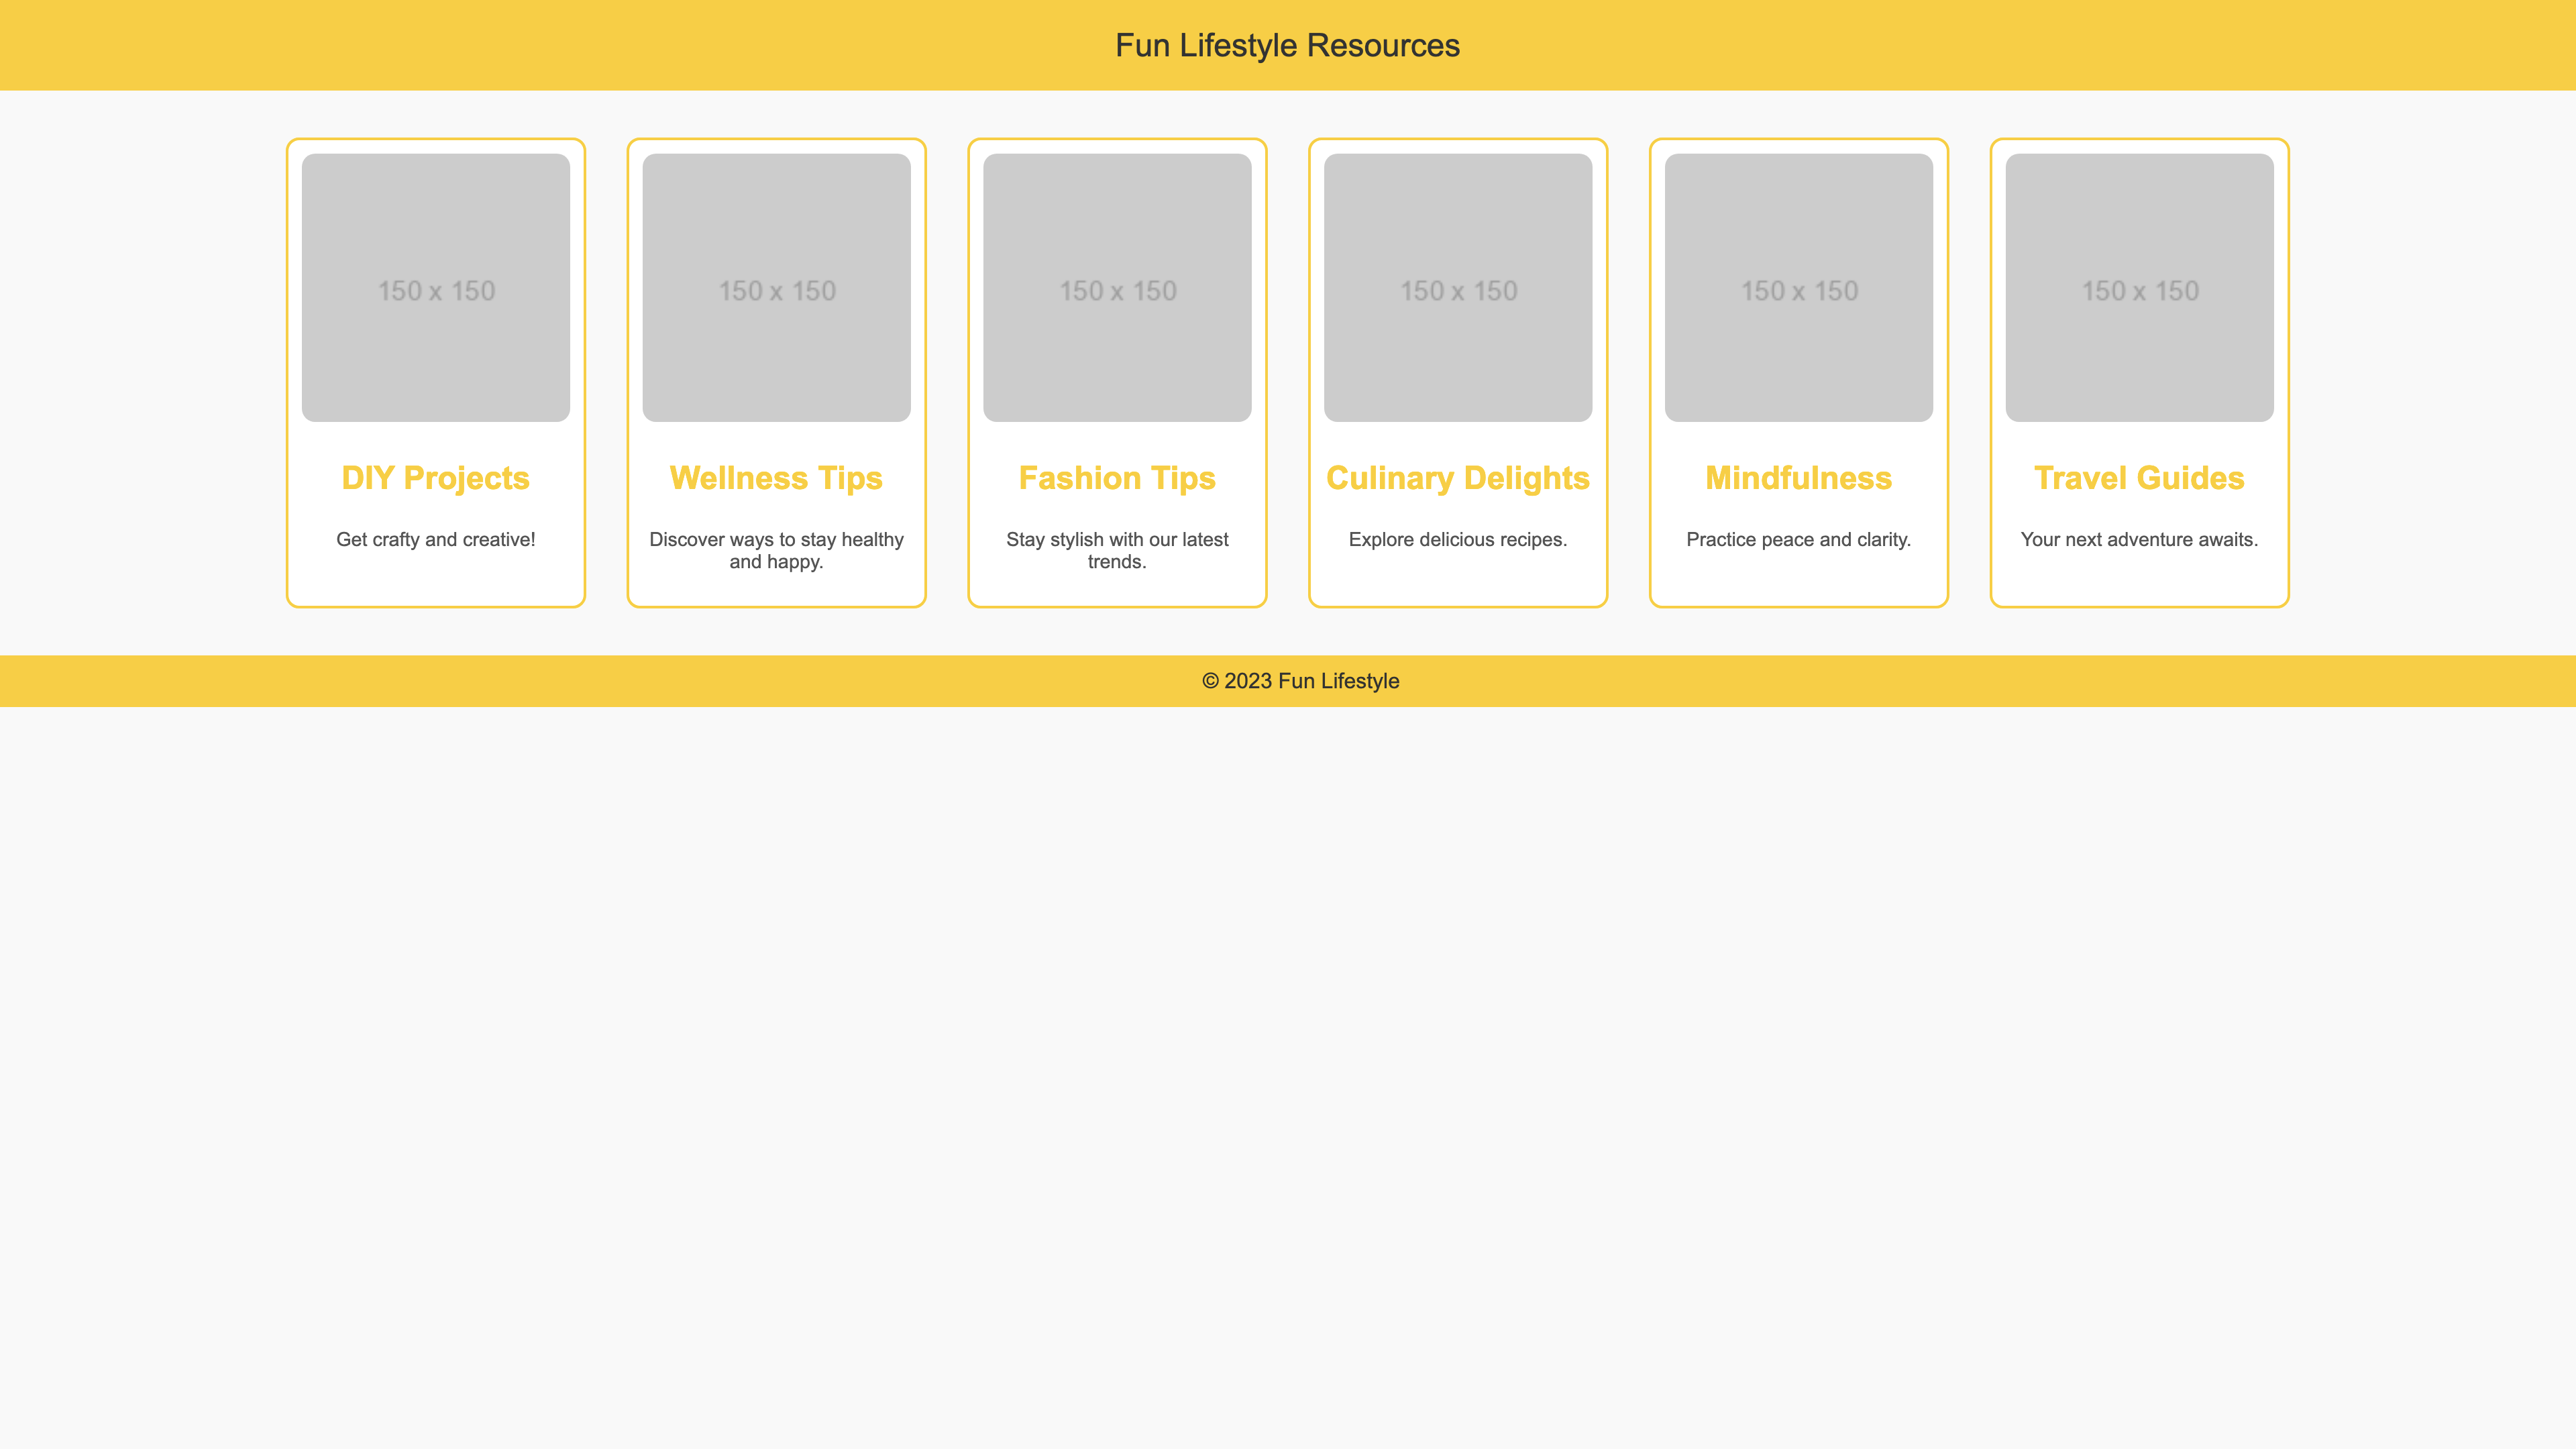 Fun Lifestyle Resources
150 x 150
150 x 150
150 x 150
150 x 150
150 x 150
150 x 150
DIY Projects
Get crafty and creative!
Wellness Tips
Discover ways to stay healthy
and happy.
Fashion Tips
Stay stylish with our latest
trends.
Culinary Delights
Explore delicious recipes.
Mindfulness
Practice peace and clarity.
Travel Guides
Your next adventure awaits.
© 2023 Fun Lifestyle